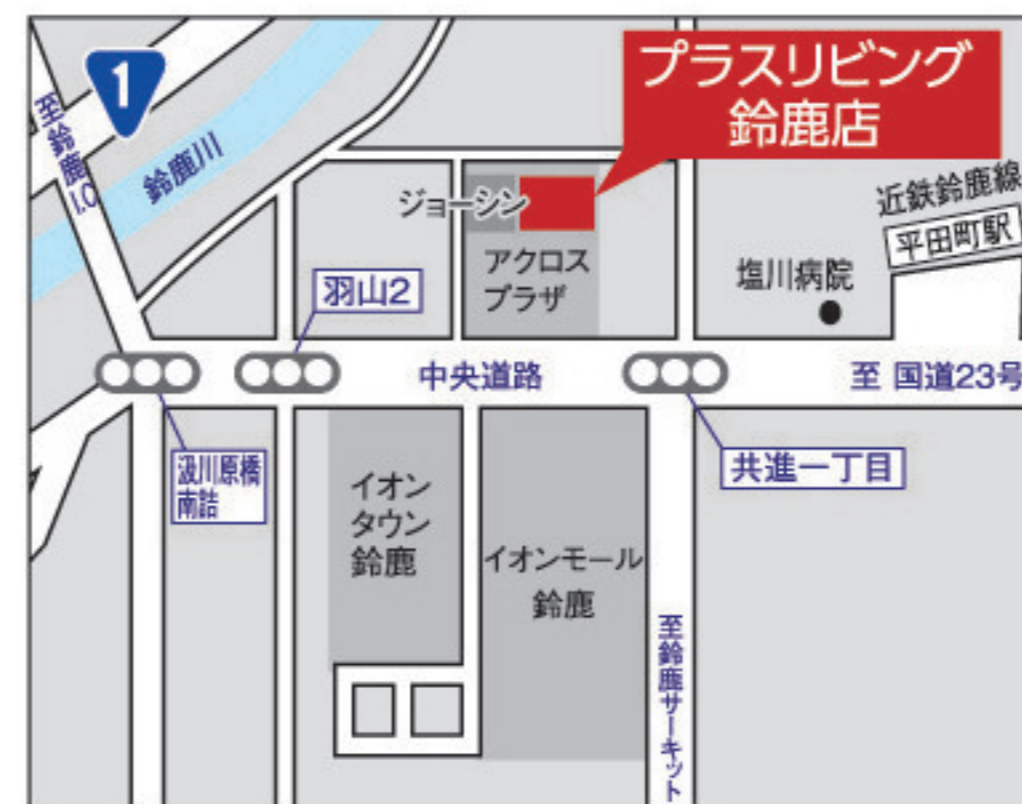 1
プラスリビング
鈴鹿店
至鈴鹿I.C
鈴鹿川
ジョーシン
近鉄鈴鹿線
平田町駅
アクロス
プラザ
塩川病院
羽山2
中央道路
至 国道23号
汲川原橋
南詰
共進一丁目
イオン
タウン
鈴鹿
イオンモール
鈴鹿
至鈴鹿サーキット